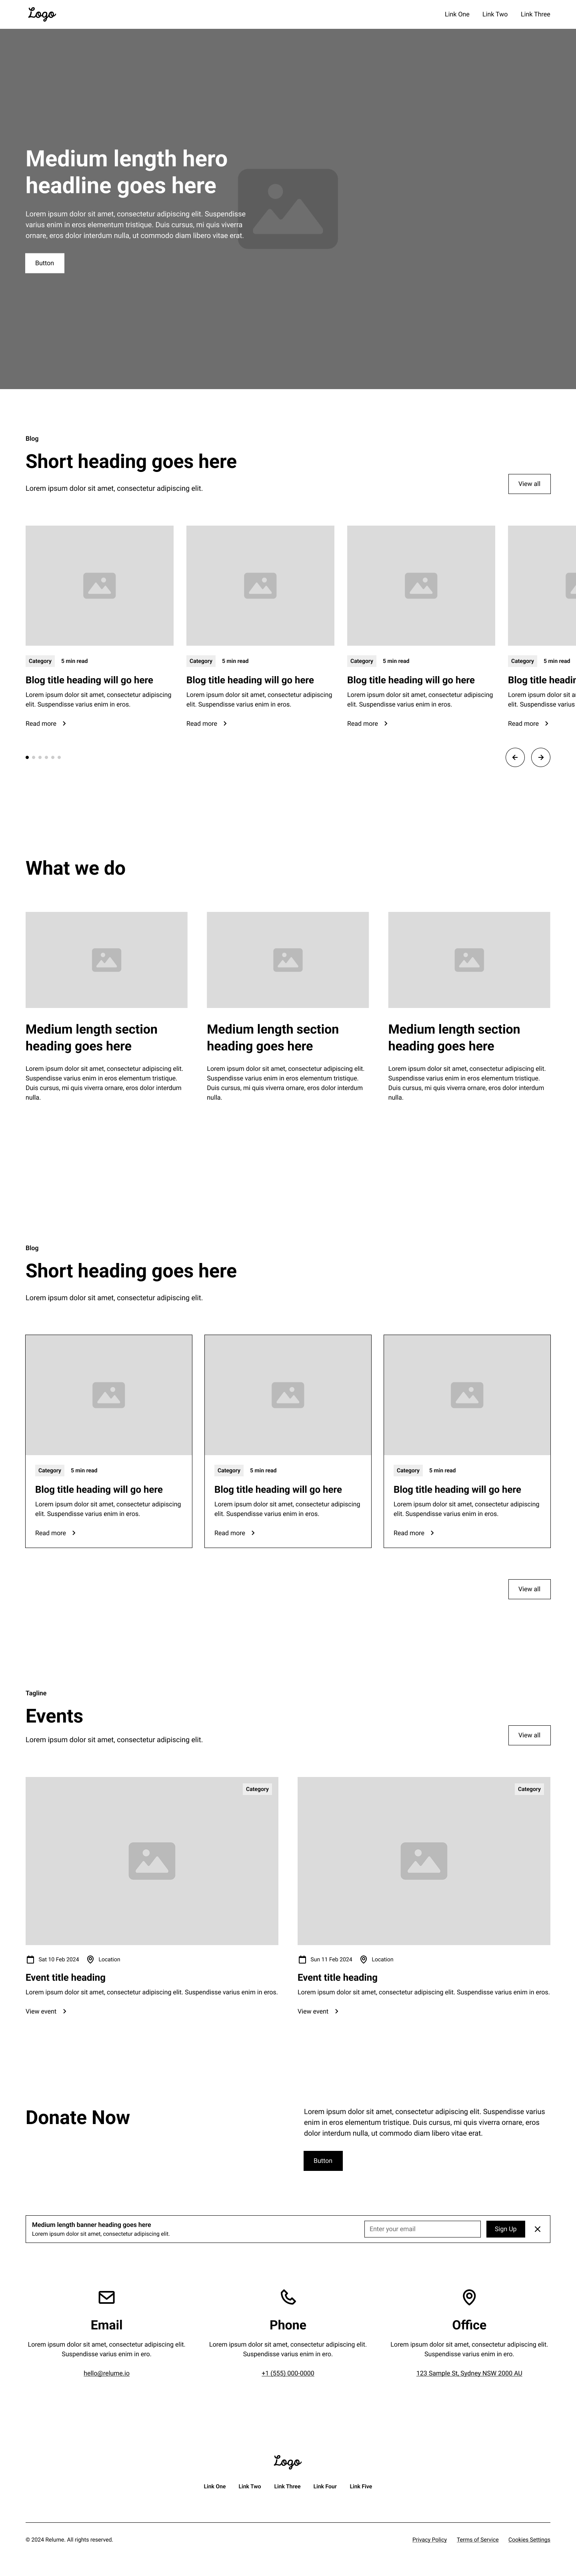 Logo
Link One Link Two Link Three
Medium length hero
headline goes here
Lorem ipsum dolor sit amet, consectetur adipiscing elit. Suspendisse
varius enim in eros elementum tristique. Duis cursus, mi quis viverra
ornare, eros dolor interdum nulla, ut commodo diam libero vitae erat.
Button
Blog
Short heading goes here
Lorem ipsum dolor sit amet, consectetur adipiscing elit.
View all
Category 5 min read
Blog title heading will go here
Lorem ipsum dolor sit amet, consectetur adipiscing
elit. Suspendisse varius enim in eros.
Read more
Category 5 min read
Blog title heading will go here
Lorem ipsum dolor sit amet, consectetur adipiscing
elit. Suspendisse varius enim in eros.
Read more
Category 5 min read
Blog title heading will go here
Lorem ipsum dolor sit amet, consectetur adipiscing
elit. Suspendisse varius enim in eros.
Read more
Category 5 min read
Blog title
Lorem ipsum dolor sit
elit. Suspendisse varius
Read more
What we do
Medium length section
heading goes here
Lorem ipsum dolor sit amet, consectetur adipiscing elit.
Suspendisse varius enim in eros elementum tristique.
Duis cursus, mi quis viverra ornare, eros dolor interdum
nulla.
Medium length section
heading goes here
Lorem ipsum dolor sit amet, consectetur adipiscing elit.
Suspendisse varius enim in eros elementum tristique.
Duis cursus, mi quis viverra ornare, eros dolor interdum
nulla.
Medium length section
heading goes here
Lorem ipsum dolor sit amet, consectetur adipiscing elit.
Suspendisse varius enim in eros elementum tristique.
Duis cursus, mi quis viverra ornare, eros dolor interdum
nulla.
Blog
Short heading goes here
Lorem ipsum dolor sit amet, consectetur adipiscing elit.
Category 5 min read
Blog title heading will go here
Lorem ipsum dolor sit amet, consectetur adipiscing
elit. Suspendisse varius enim in eros.
Read more
Category 5 min read
Blog title heading will go here
Lorem ipsum dolor sit amet, consectetur adipiscing
elit. Suspendisse varius enim in eros.
Read more
Category 5 min read
Blog title heading will go here
Lorem ipsum dolor sit amet, consectetur adipiscing
elit. Suspendisse varius enim in eros.
Read more
View all
Tagline
Events
Lorem ipsum dolor sit amet, consectetur adipiscing elit.
View all
Category
Sat 10 Feb 2024 Location
Event title heading
Lorem ipsum dolor sit amet, consectetur adipiscing elit. Suspendisse varius enim in eros.
View event
Category
Sun 11 Feb 2024 Location
Event title heading
Lorem ipsum dolor sit amet, consectetur adipiscing elit. Suspendisse varius enim in eros.
View event
Donate Now
Lorem ipsum dolor sit amet, consectetur adipiscing elit. Suspendisse varius
enim in eros elementum tristique. Duis cursus, mi quis viverra ornare, eros
dolor interdum nulla, ut commodo diam libero vitae erat.
Button
Medium length banner heading goes here
Lorem ipsum dolor sit amet, consectetur adipiscing elit.
Enter your email
Sign Up
Email
Lorem ipsum dolor sit amet, consectetur adipiscing elit.
Suspendisse varius enim in ero.
hello@relume.io
Phone
Lorem ipsum dolor sit amet, consectetur adipiscing elit.
Suspendisse varius enim in ero.
+1 (555) 000-0000
Office
Lorem ipsum dolor sit amet, consectetur adipiscing elit.
Suspendisse varius enim in ero.
123 Sample St, Sydney NSW 2000 AU
Logo
Link One Link Two Link Three Link Four Link Five
© 2024 Relume. All rights reserved.
Privacy Policy Terms of Service Cookies Settings